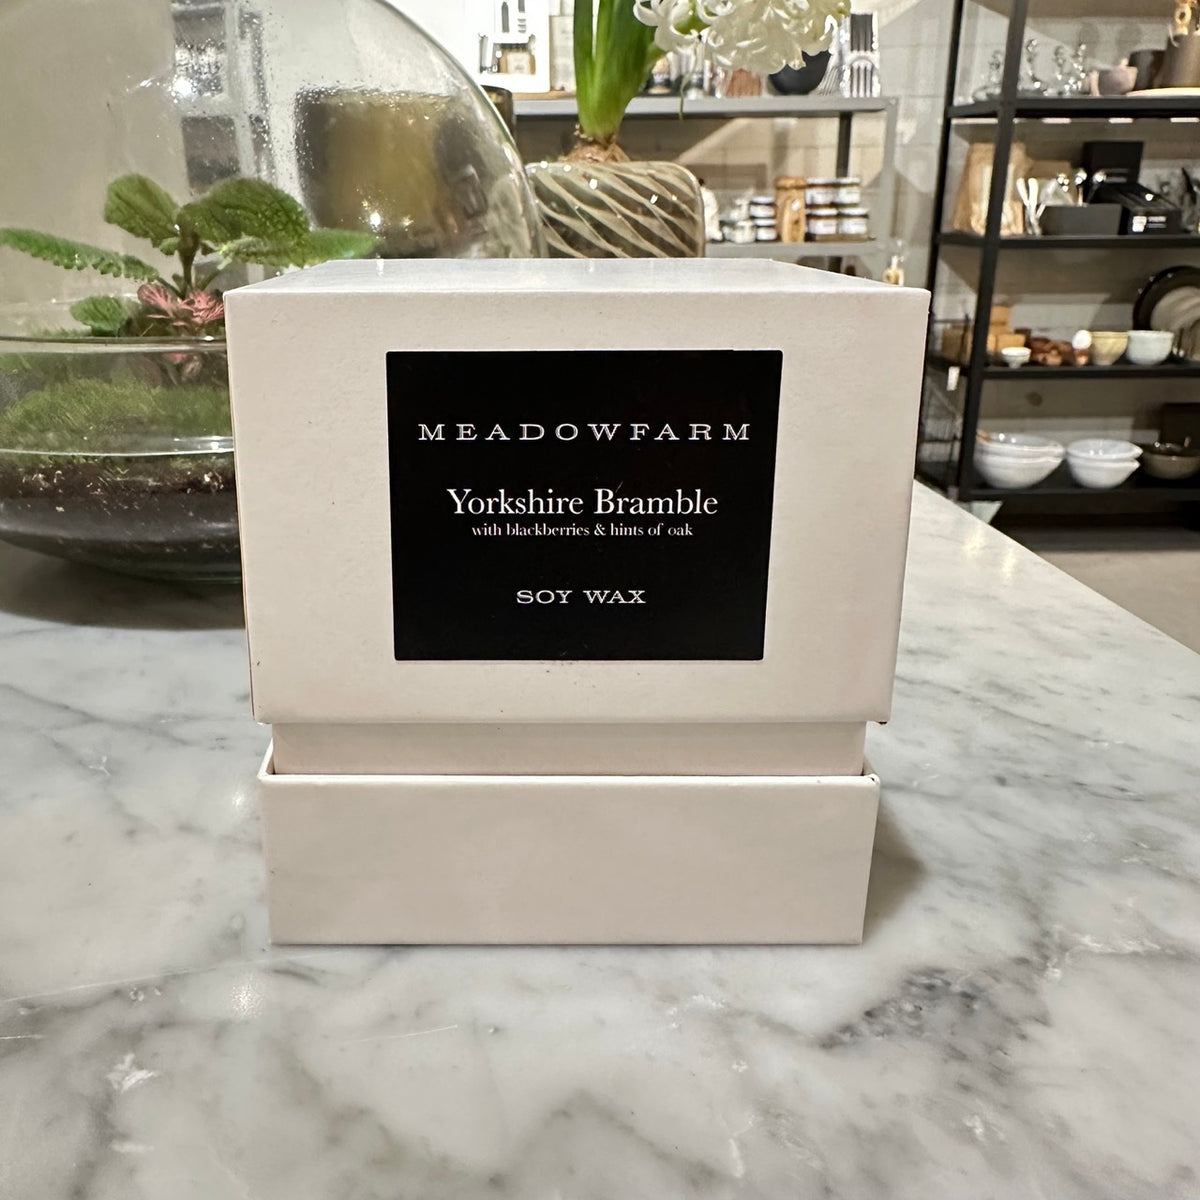 MEADOWFARM
Yorkshire Bramble
with blackberries & hints of oak
SOY WAX